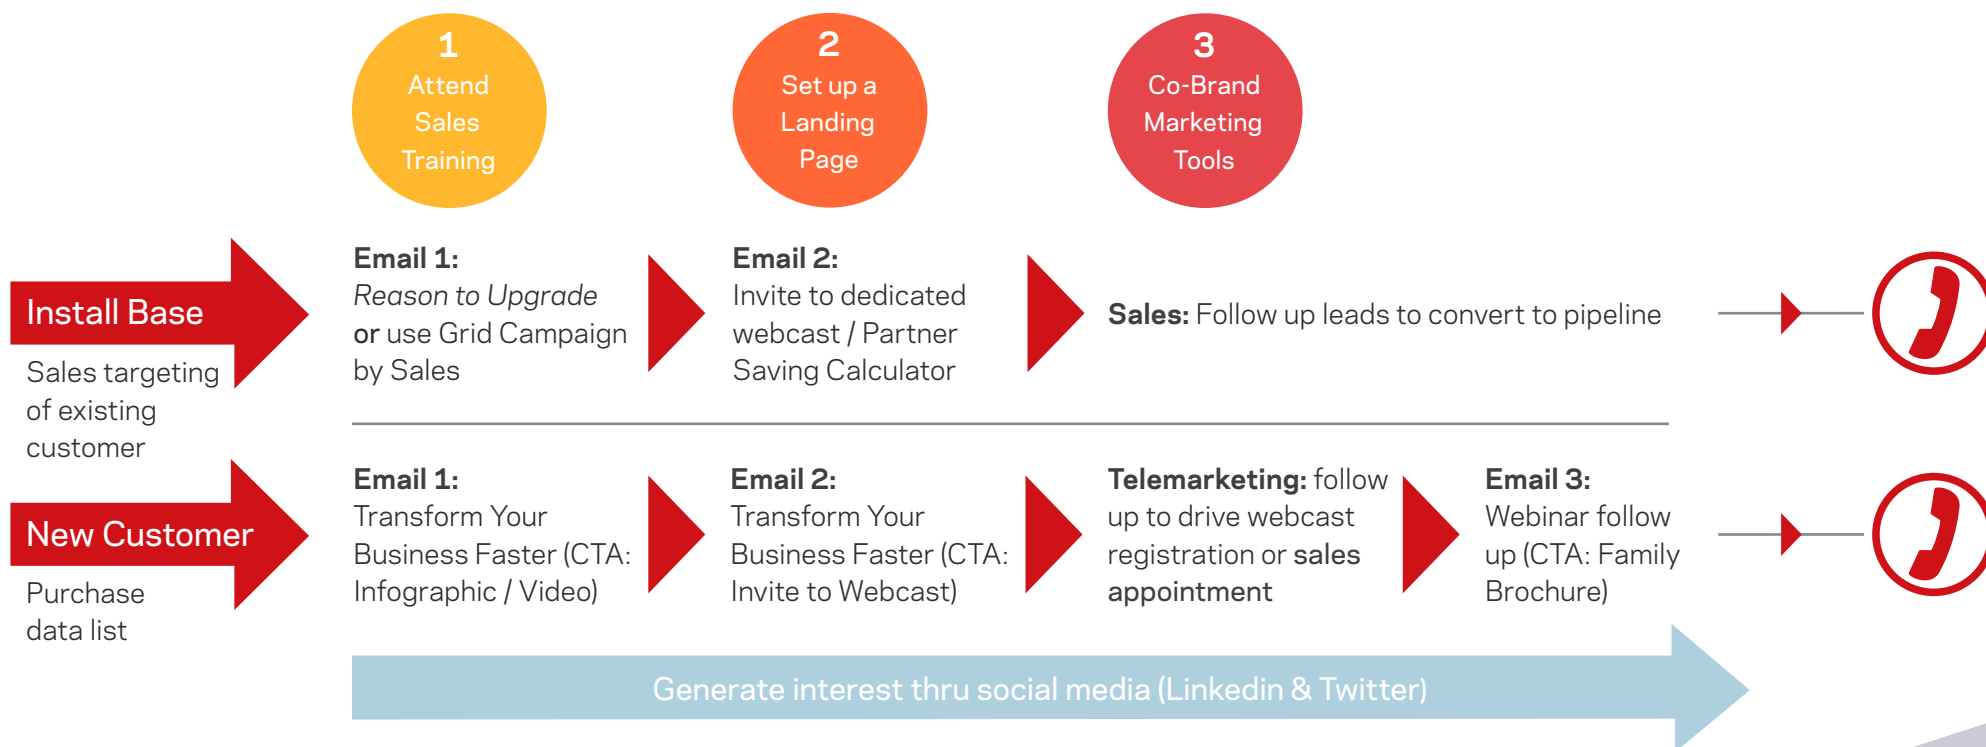 1
Attend
Sales
Training
2
Set up a
Landing
Page
3
Co-Brand
Marketing
Tools
Install Base
Sales targeting
of existing
customer
Email 1:
Reason to Upgrade
or use Grid Campaign
by Sales
Email 2:
Invite to dedicated
webcast / Partner
Saving Calculator
Sales: Follow up leads to convert to pipeline
New Customer
Purchase
data list
Email 1:
Transform Your
Business Faster (CTA:
Infographic / Video)
Email 2:
Transform Your
Business Faster (CTA:
Invite to Webcast)
Telemarketing: follow
up to drive webcast
registration or sales
appointment
Email 3:
Webinar follow
up (CTA: Family
Brochure)
Generate interest thru social media (Linkedin & Twitter)